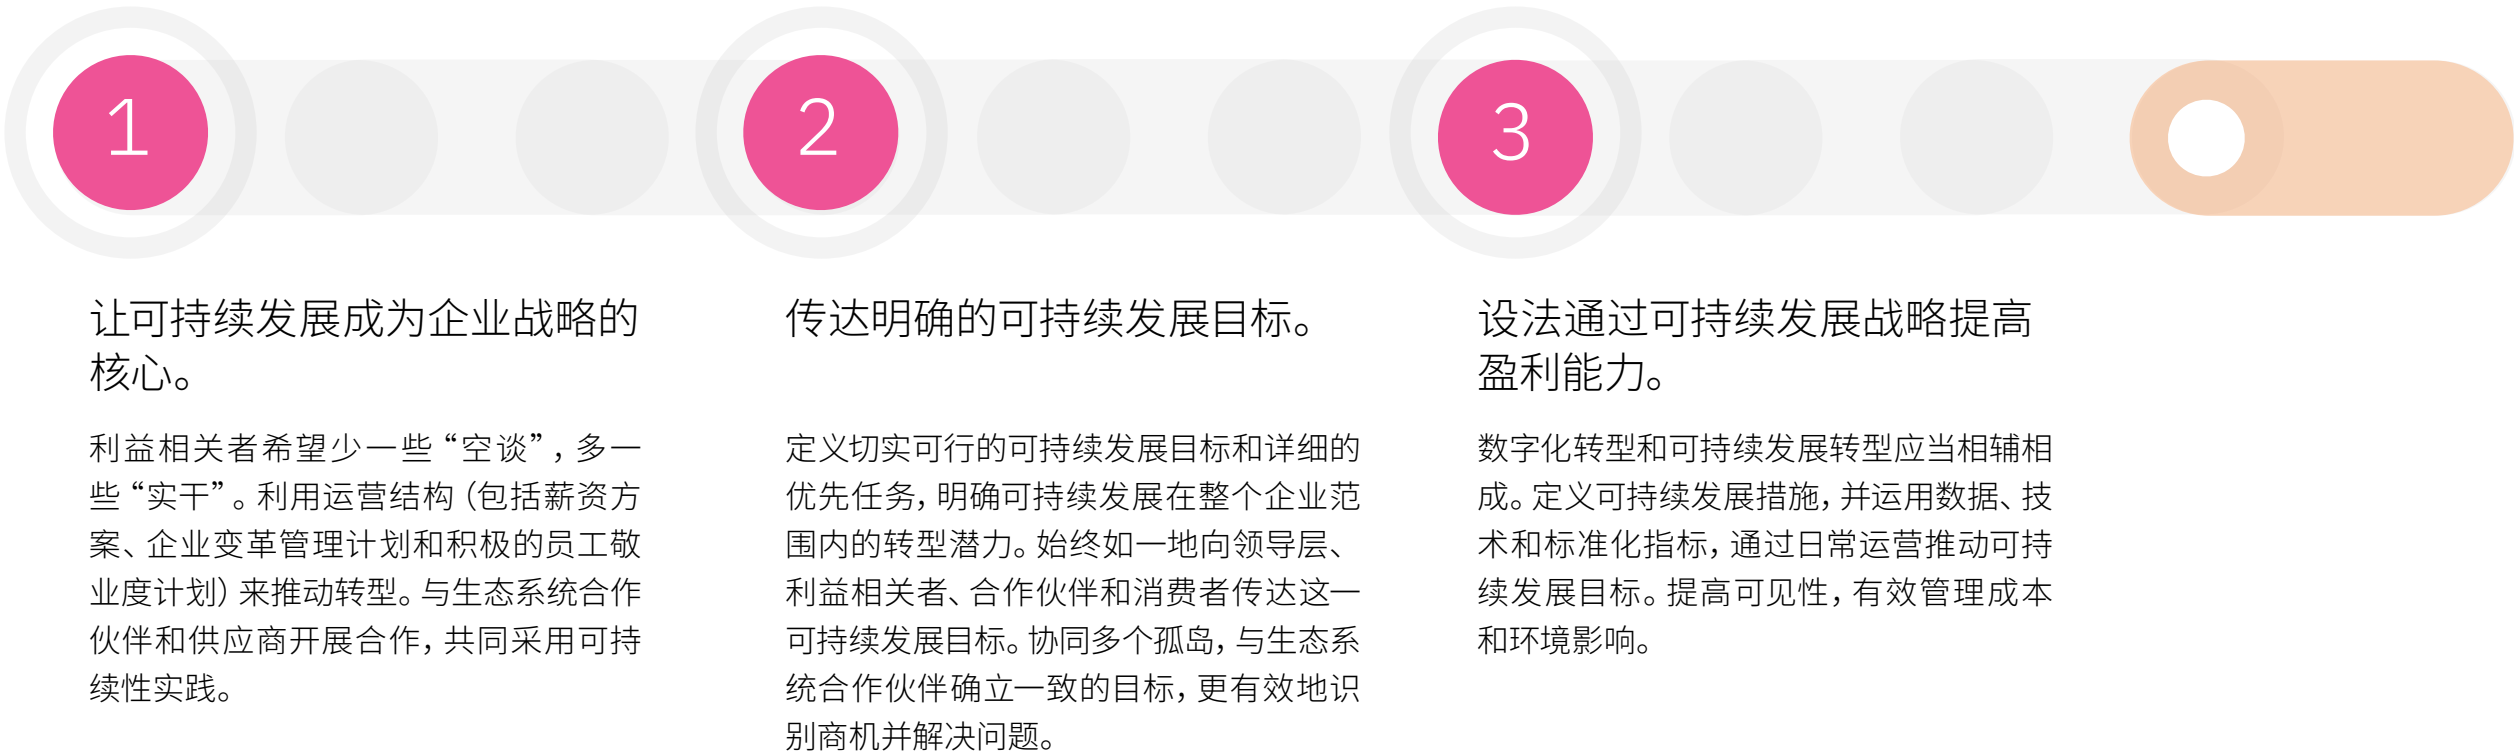 1
让可持续发展成为企业战略的
核心。
利益相关者希望少一些“空谈”,多一
些“实干”。利用运营结构(包括薪资方
案、企业变革管理计划和积极的员工敬
业度计划)来推动转型。与生态系统合作
伙伴和供应商开展合作,共同采用可持
续性实践。
2
传达明确的可持续发展目标。
定义切实可行的可持续发展目标和详细的
优先任务,明确可持续发展在整个企业范
围内的转型潜力。始终如一地向领导层、
利益相关者、合作伙伴和消费者传达这一
可持续发展目标。协同多个孤岛,与生态系
统合作伙伴确立一致的目标,更有效地识
别商机并解决问题。
3
设法通过可持续发展战略提高
盈利能力。
数字化转型和可持续发展转型应当相辅相
成。定义可持续发展措施,并运用数据、技
术和标准化指标,通过日常运营推动可持
续发展目标。提高可见性,有效管理成本
和环境影响。